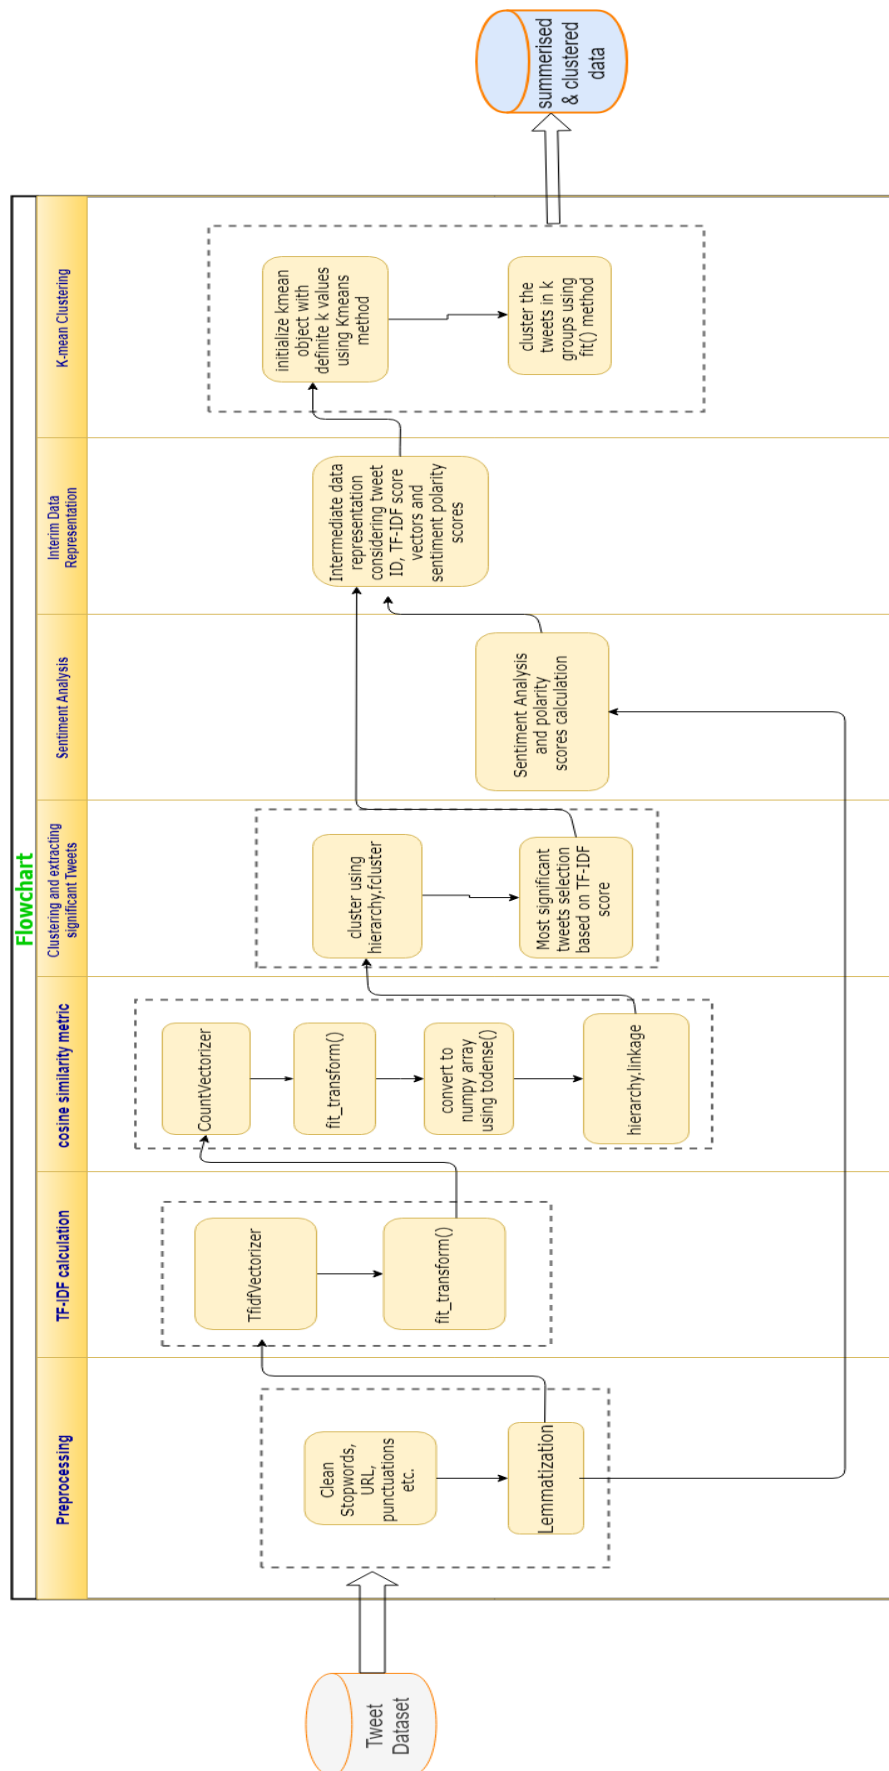 Flowchart
Preprocessing
TF-IDF calculation
cosine similarity metric
Clustering and extracting
significant Tweets
Sentiment Analysis
Interim Data
Representation
K-mean Clustering
Tweet
Dataset
Clean
Stopwords,
URL,
punctuations
etc.
Lemmatization
TfidfVectorizer
fit_transform()
CountVectorizer
fit_transform()
convert to
numpy array
using todense()
hierarchy.linkage
cluster using
hierarchy.fcluster
Most significant
tweets selection
based on TF-IDF
score
Sentiment Analysis
and polarity
scores calculation
Intermediate data
representation
considering tweet
ID, TF-IDF score
vectors and
sentiment polarity
scores
initialize kmean
object with
definite k values
using Kmeans
method
cluster the
tweets in k
groups using
fit() method
summerised
& clustered
data